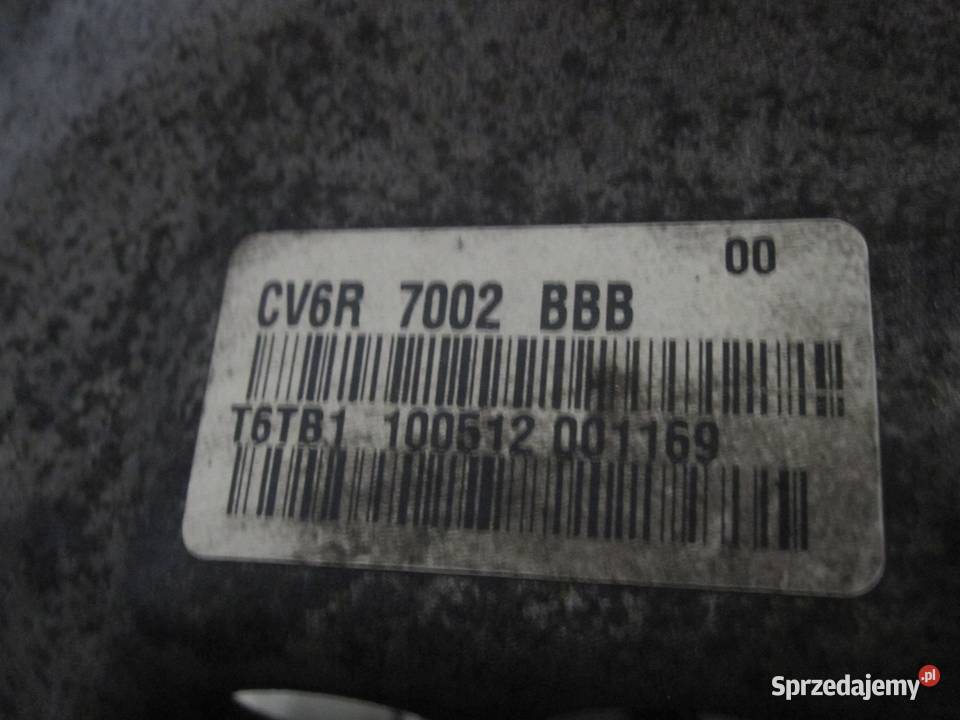 00
CV6R 7002 BBB
T6TB1 100512 001169
Sprzedajemy.pl